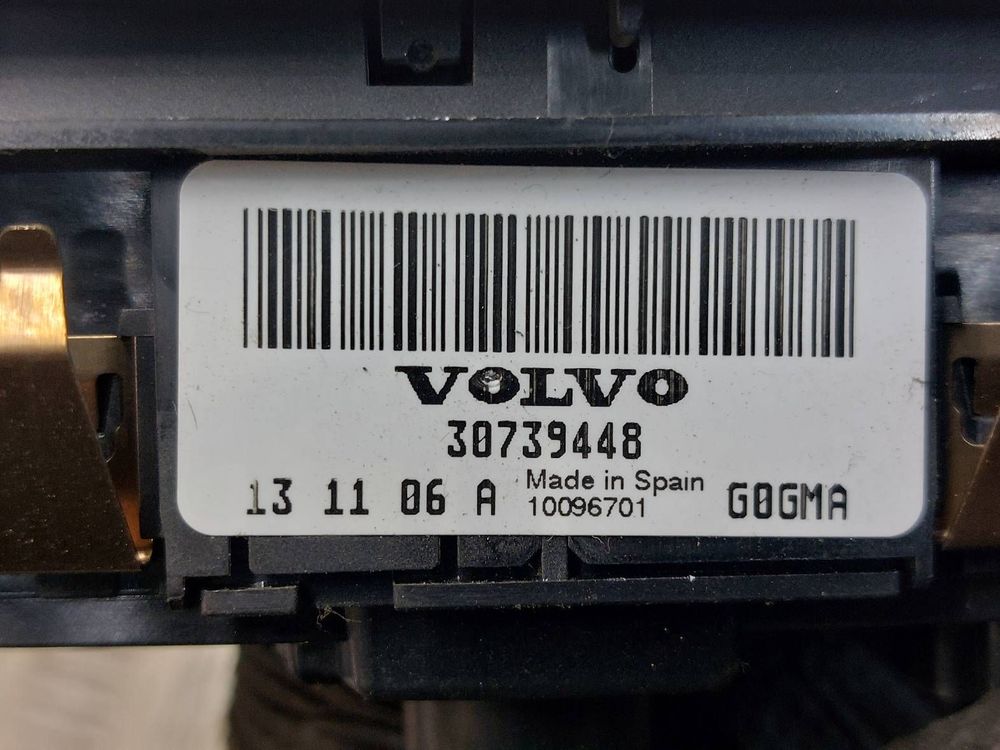 VOLVO
30739448
13 11 06 A Made in Spain G0GMA
10096701